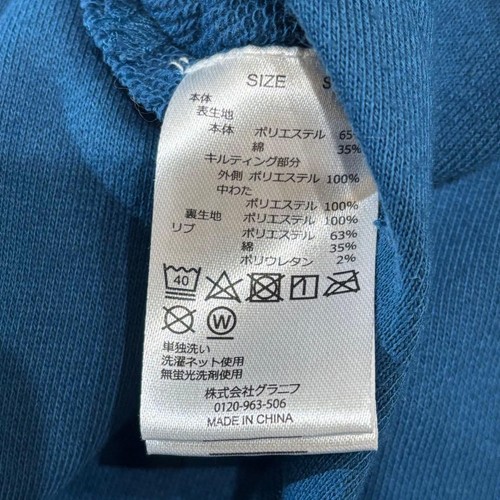 SIZE S
本体
表生地
本体 ポリエステル 65
綿 35%
キルティング部分
外側 ポリエステル 100%
中わた
ポリエステル 100%
裏生地 ポリエステル 100%
リブ ポリエステル 63%
綿 35%
ポリウレタン 2%
40
W
単独洗い
洗濯ネット使用
無蛍光洗剤使用
株式会社グラニフ
0120-963-506
MADE IN CHINA